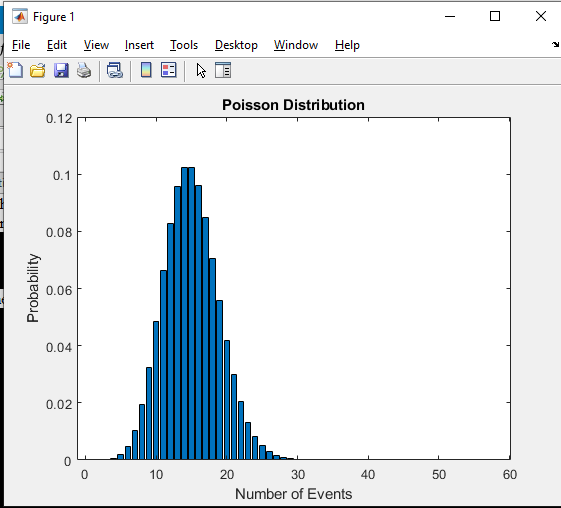 Figure 1
File Edit View Insert Tools Desktop Window Help
Poisson Distribution
0.12
0.1
0.08
0.06
0.04
0.02
0
Probability
0 10 20 30 40 50 60
Number of Events